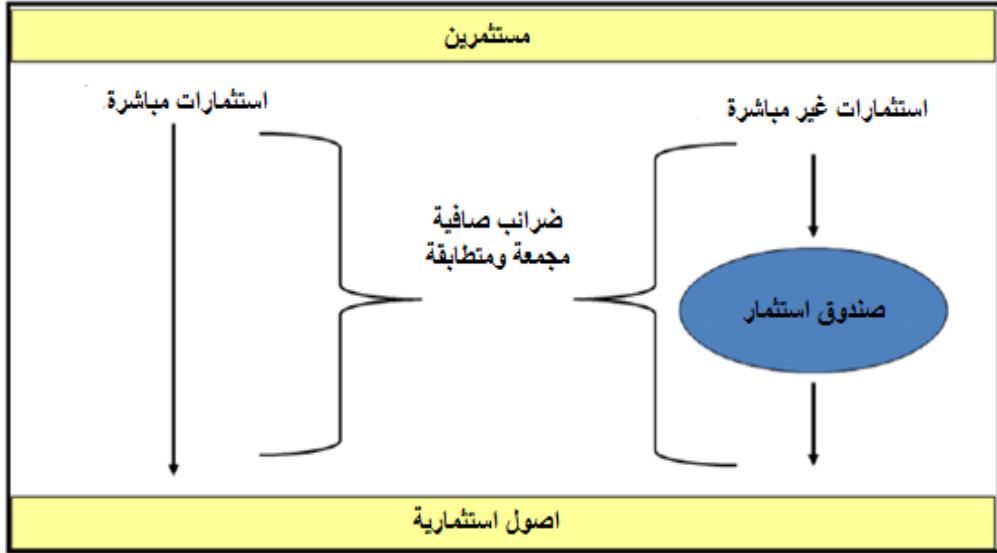 مستثمرين
استثمارات غير مباشرة
استثمارات مباشرة
ضرائب صافية
مجمعة ومتطابقة
صندوق استثمار
اصول استثمارية